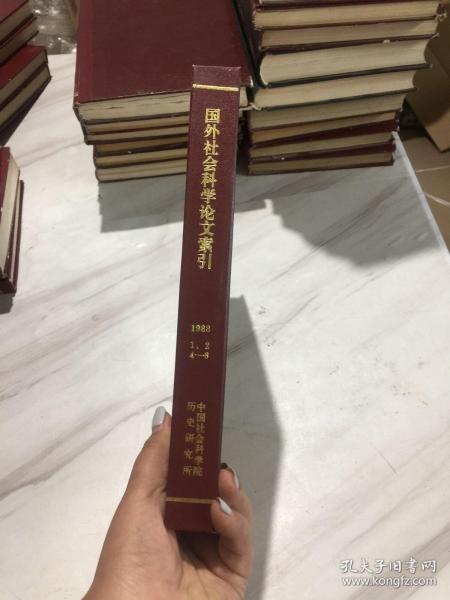 国外社会科学论文索引
1988
1、2
4—8
中国社会科学院
历史研究所
孔夫子旧书网
www.kongfz.com